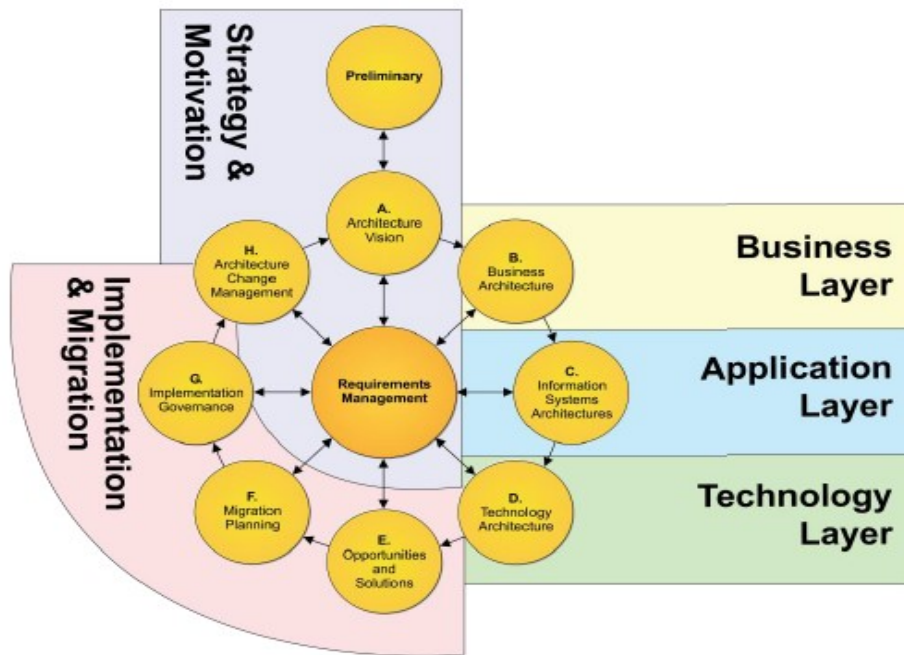 Strategy &
Motivation
Preliminary
A.
Architecture
Vision
H.
Architecture
Change
Management
B.
Business
Architecture
Business
Layer
Implementation
& Migration
G.
Implementation
Governance
Requirements
Management
C.
Information
Systems
Architectures
Application
Layer
F.
Migration
Planning
E.
Opportunities
and
Solutions
D.
Technology
Architecture
Technology
Layer